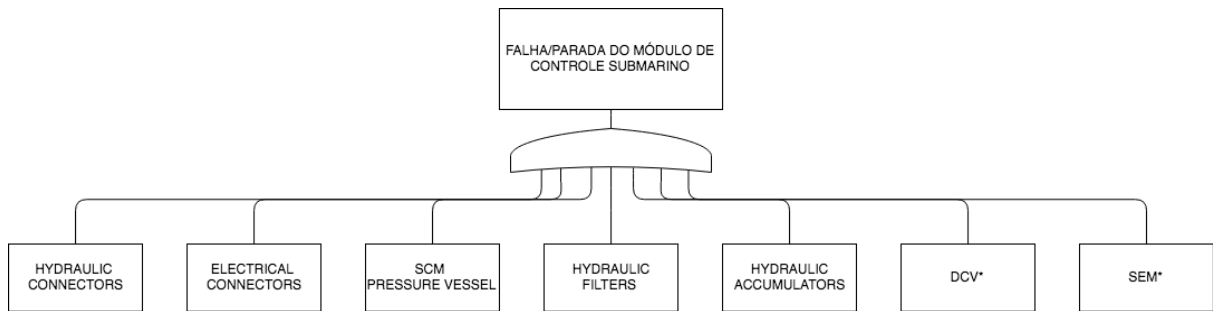 FALHA/PARADA DO MÓDULO DE
CONTROLE SUBMARINO
HYDRAULIC
CONNECTORS
ELECTRICAL
CONNECTORS
SCM
PRESSURE VESSEL
HYDRAULIC
FILTERS
HYDRAULIC
ACCUMULATORS
DCV*
SEM*